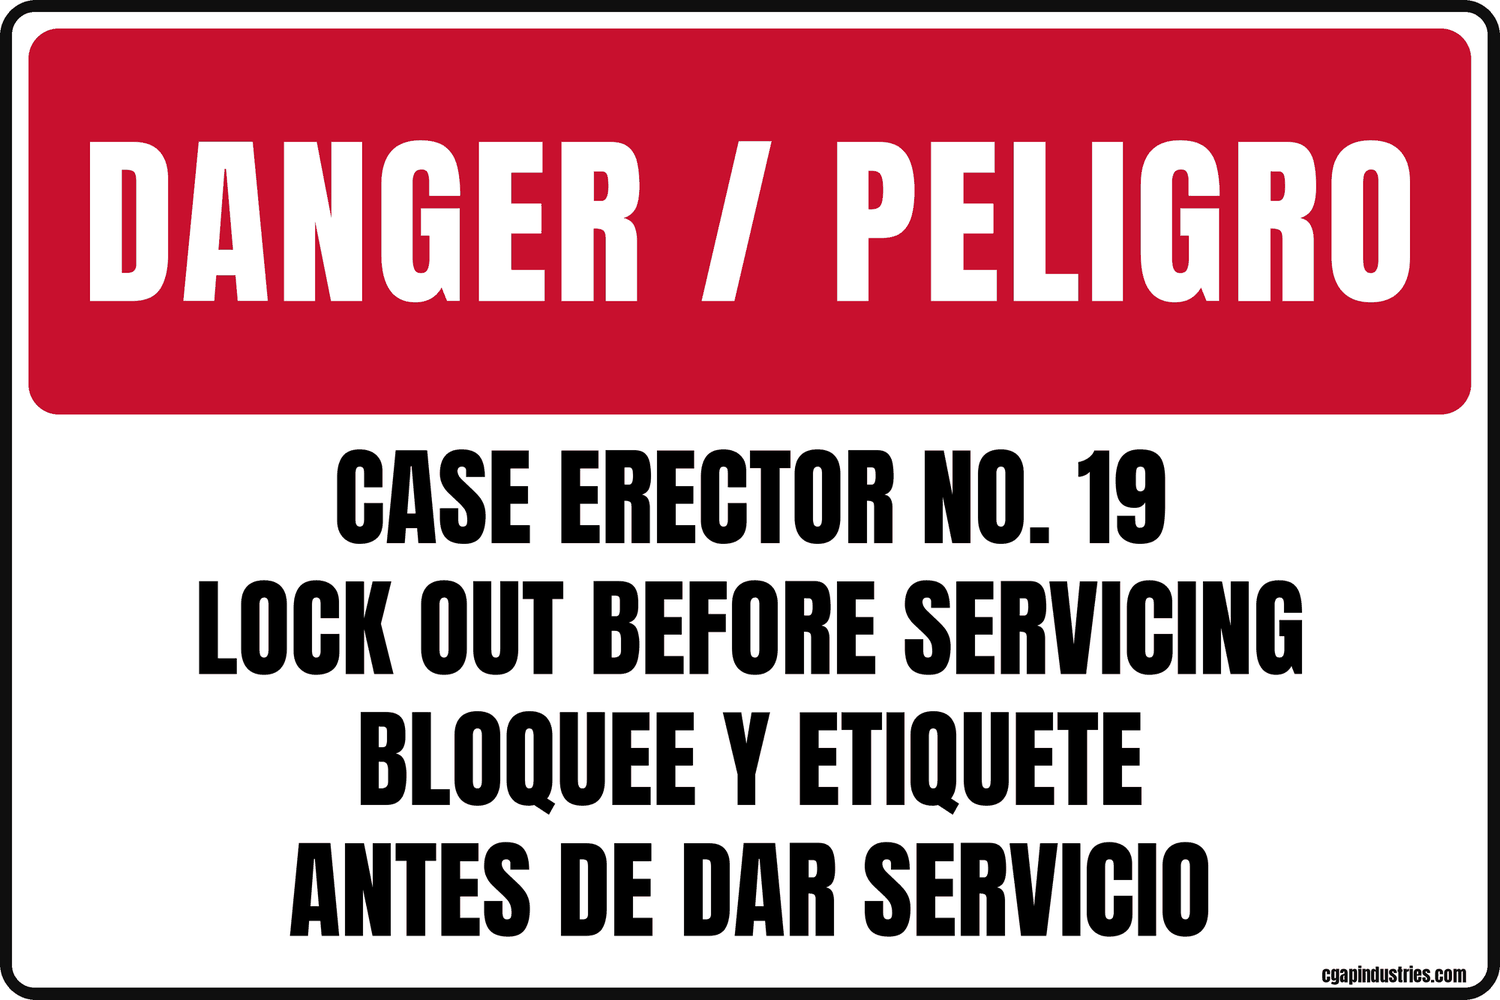 DANGER / PELIGRO
CASE ERECTOR NO. 19
LOCK OUT BEFORE SERVICING
BLOQUEE Y ETIQUETE
ANTES DE DAR SERVICIO
cgapindustries.com